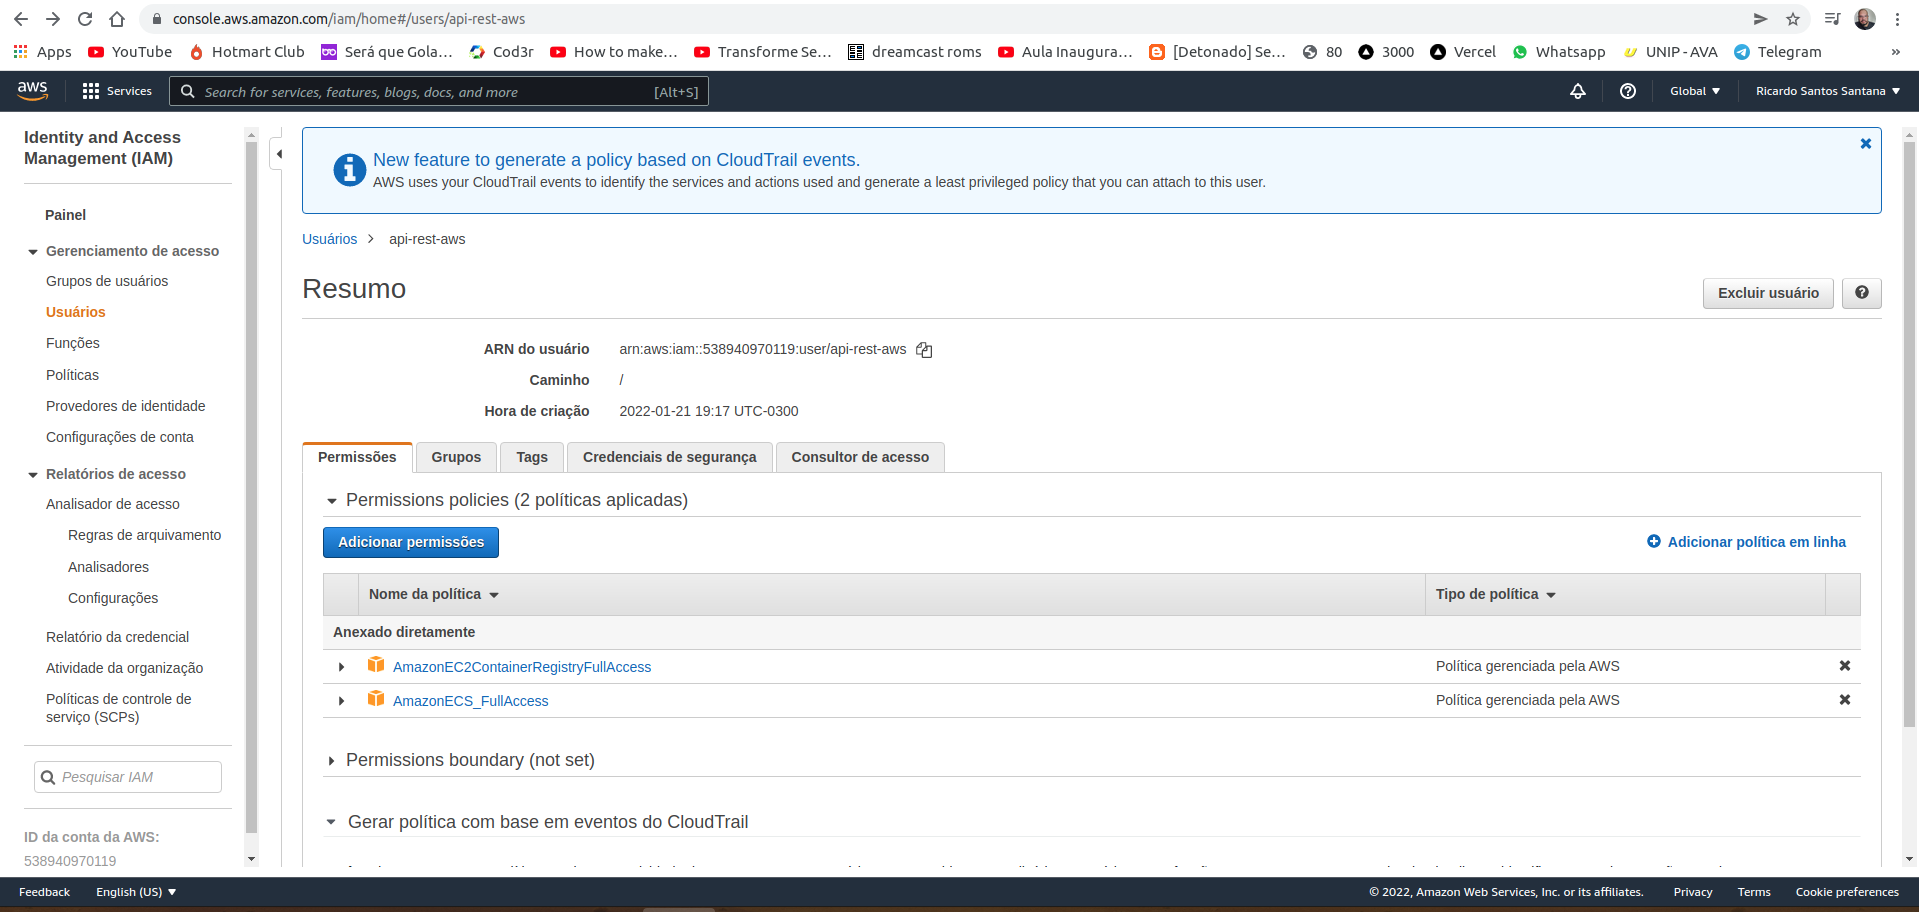 console.aws.amazon.com/iam/home#/users/api-rest-aws
Apps YouTube Hotmart Club Será que Gola... Cod3r How to make... Transforme Se... dreamcast roms Aula Inaugura... [Detonado] Se... 80 3000 Vercel Whatsapp UNIP - AVA Telegram »
aws Services Search for services, features, blogs, docs, and more [Alt+S] Global Ricardo Santos Santana
Identity and Access
Management (IAM)
Painel
Gerenciamento de acesso
Grupos de usuários
Usuários
Funções
Políticas
Provedores de identidade
Configurações de conta
Relatórios de acesso
Analisador de acesso
Regras de arquivamento
Analisadores
Configurações
Relatório da credencial
Atividade da organização
Políticas de controle de
serviço (SCPs)
Pesquisar IAM
ID da conta da AWS:
538940970119
New feature to generate a policy based on CloudTrail events.
AWS uses your CloudTrail events to identify the services and actions used and generate a least privileged policy that you can attach to this user.
Usuários > api-rest-aws
Resumo
Excluir usuário
ARN do usuário arn:aws:iam::538940970119:user/api-rest-aws
Caminho /
Hora de criação 2022-01-21 19:17 UTC-0300
Permissões Grupos Tags Credenciais de segurança Consultor de acesso
Permissions policies (2 políticas aplicadas)
Adicionar permissões Adicionar política em linha
Nome da política Tipo de política
Anexado diretamente
AmazonEC2ContainerRegistryFullAccess Política gerenciada pela AWS
AmazonECS_FullAccess Política gerenciada pela AWS
Permissions boundary (not set)
Gerar política com base em eventos do CloudTrail
Feedback English (US) © 2022, Amazon Web Services, Inc. or its affiliates. Privacy Terms Cookie preferences